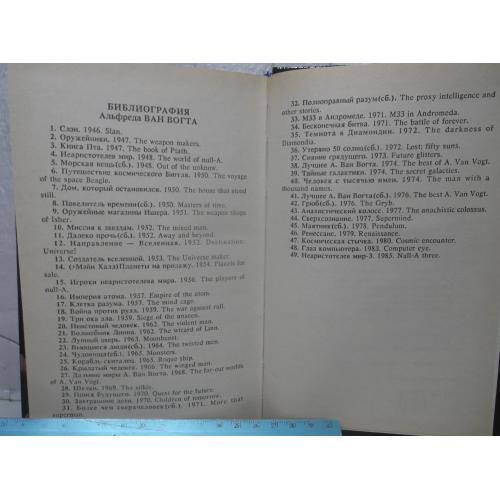 БИБЛИОГРАФИЯ
Альфреда ВАН ВОГТА
1. Слэн. 1946. Slan.
2. Оружейники. 1947. The weapon makers.
3. Книга Пта. 1947. The book of Ptath.
4. Неаристотелев мир. 1948. The world of null-A.
5. Морская вещь(сб.). 1948. Out of the unknown.
6. Путешествие космического Бигля. 1950. The voyage
of the space Beagle.
7. Дом, который остановился. 1950. The house that stood
still.
8. Повелитель времени(сб.). 1950. Masters of time.
9. Оружейные магазины Ишера. 1951. The weapon shops
of Isher.
10. Миссия к звездам. 1952. The mixed men.
11. Далеко прочь(сб.). 1952. Away and beyond.
12. Направление — Вселенная. 1952. Destination:
Universe!
13. Создатель вселенной. 1953. The Universe maker.
14. (+Майн Халл)Планеты на продажу. 1954. Planets for
sale.
15. Игроки неаристотелева мира. 1956. The players of
null-A.
16. Империя атома. 1957. Empire of the atom.
17. Клетка разума. 1957. The mind cage.
18. Война против рулл. 1959. The war against rull.
19. Три ока зла. 1959. Siege of the unseen.
20. Неистовый человек. 1962. The violent man.
21. Волшебник Линна. 1962. The wizard of Linn.
22. Лунный зверь. 1963. Moonbeast.
23. Вьющиеся люди(сб.). 1964. The twisted men.
24. Чудовища(сб.). 1965. Monsters.
25. Корабль-скиталец. 1965. Rogue ship.
26. Крылатый человек. 1966. The winged man.
27. Дальние миры А. Ван Вогта. 1968. The far-out worlds
of A. Van Vogt.
28. Шелки. 1969. The silkie.
29. Поиск будущего. 1970. Quest for the future.
30. Завтрашние дети. 1970. Children of tomorrow.
31. Более чем сверхчеловек(сб.). 1971. More than
superman.
32. Полноправный разум(сб.). The proxy intelligence and
other stories.
33. М33 в Андромеде. 1971. M33 in Andromeda.
34. Бесконечная битва. 1971. The battle of forever.
35. Темнота в Диамондии. 1972. The darkness of
Diamondia.
36. Утеряно 50 солнц(сб.). 1972. Lost: fifty suns.
37. Сияние грядущего. 1973. Future glitters.
38. Лучшее А. Ван Вогта. 1974. The best of A. Van Vogt.
39. Тайные галактики. 1974. The secret galactics.
40. Человек с тысячью имен. 1974. The man with a
thousand names.
41. Лучшее А. Ван Вогта(сб.). 1976. The best A. Van Vogt.
42. Гриб(сб.). 1976. The Gryb.
43. Анархистический колосс. 1977. The anachistic colossus.
44. Сверхсознание. 1977. Supermind.
45. Маятник(сб.). 1978. Pendulum.
46. Ренессанс. 1979. Renaissance.
47. Космическая стычка. 1980. Cosmic encounter.
48. Глаз компьютера. 1983. Computer eye.
49. Неаристотелев мир-3. 1985. Null-A three.